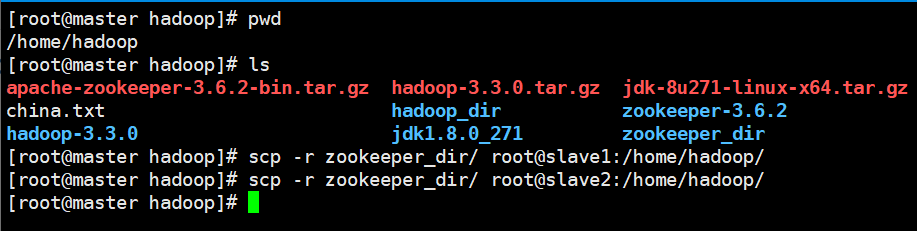 [root@master hadoop]# pwd
/home/hadoop
[root@master hadoop]# ls
apache-zookeeper-3.6.2-bin.tar.gz  hadoop-3.3.0.tar.gz  jdk-8u271-linux-x64.tar.gz
china.txt                          hadoop_dir           zookeeper-3.6.2
hadoop-3.3.0                       jdk1.8.0_271         zookeeper_dir
[root@master hadoop]# scp -r zookeeper_dir/ root@slave1:/home/hadoop/
[root@master hadoop]# scp -r zookeeper_dir/ root@slave2:/home/hadoop/
[root@master hadoop]#